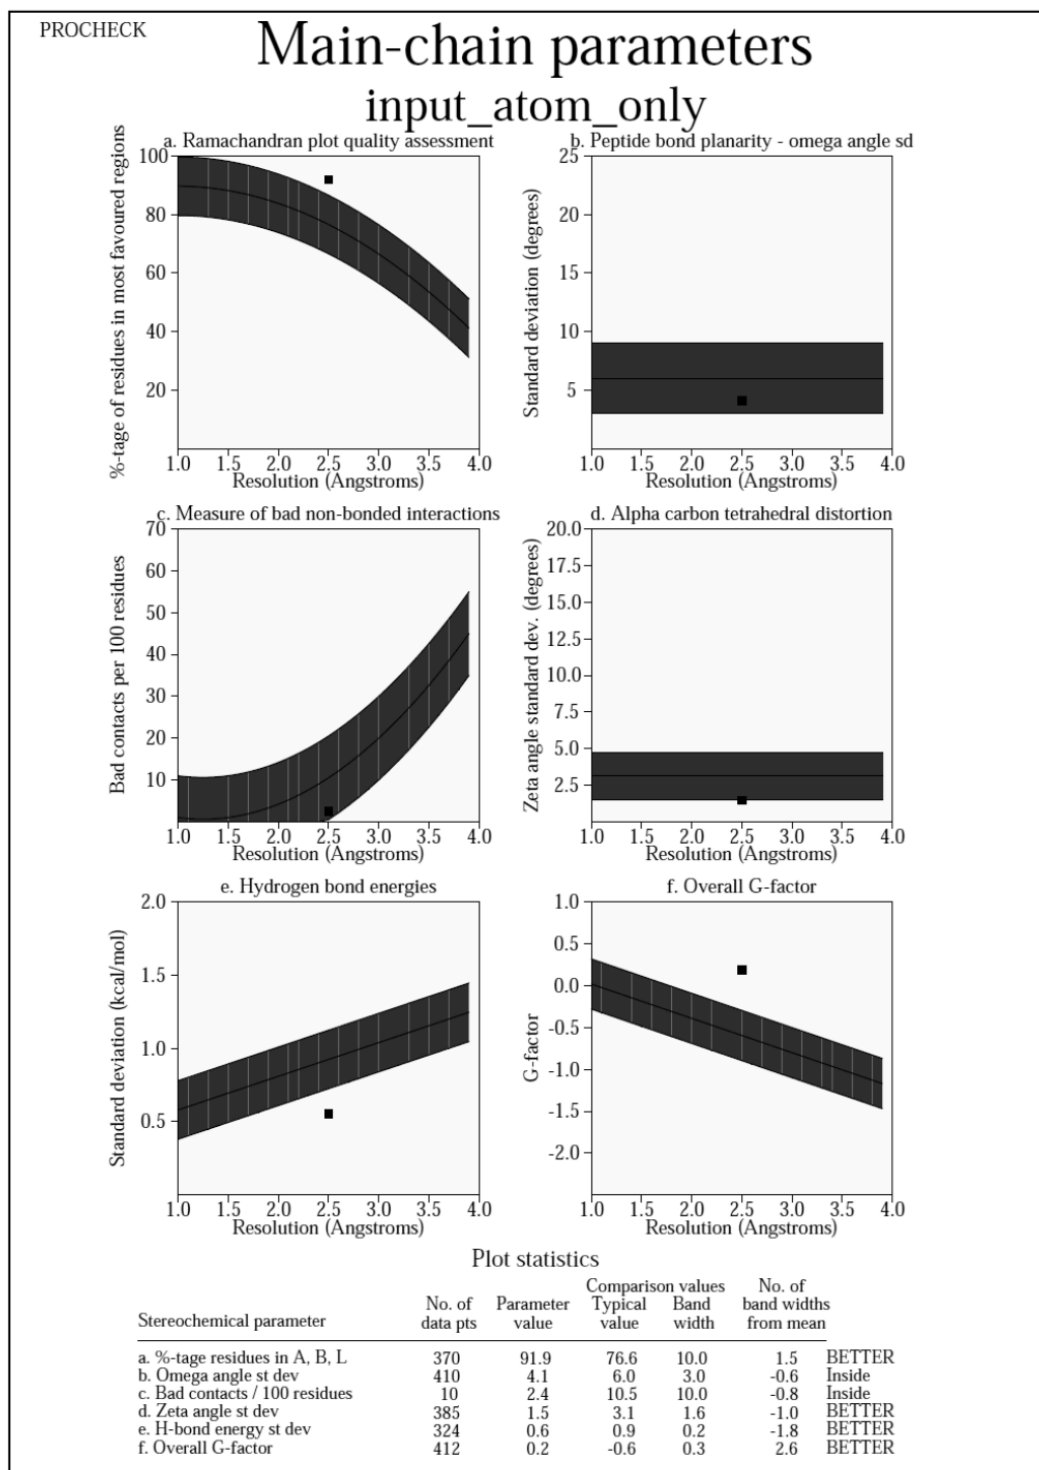 PROCHECK
Main-chain parameters
input_atom_only
a. Ramachandran plot quality assessment
%-tage of residues in most favoured regions
100
80
60
40
20
1.0 1.5 2.0 2.5 3.0 3.5 4.0
Resolution (Angstroms)
b. Peptide bond planarity - omega angle sd
Standard deviation (degrees)
25
20
15
10
5
1.0 1.5 2.0 2.5 3.0 3.5 4.0
Resolution (Angstroms)
c. Measure of bad non-bonded interactions
Bad contacts per 100 residues
70
60
50
40
30
20
10
1.0 1.5 2.0 2.5 3.0 3.5 4.0
Resolution (Angstroms)
d. Alpha carbon tetrahedral distortion
Zeta angle standard dev. (degrees)
20.0
17.5
15.0
12.5
10.0
7.5
5.0
2.5
1.0 1.5 2.0 2.5 3.0 3.5 4.0
Resolution (Angstroms)
e. Hydrogen bond energies
Standard deviation (kcal/mol)
2.0
1.5
1.0
0.5
1.0 1.5 2.0 2.5 3.0 3.5 4.0
Resolution (Angstroms)
f. Overall G-factor
G-factor
1.0
0.5
0.0
-0.5
-1.0
-1.5
-2.0
1.0 1.5 2.0 2.5 3.0 3.5 4.0
Resolution (Angstroms)
Plot statistics
Comparison values No. of
No. of Parameter Typical Band band widths
Stereochemical parameter data pts value value width from mean
a. %-tage residues in A, B, L 370 91.9 76.6 10.0 1.5 BETTER
b. Omega angle st dev 410 4.1 6.0 3.0 -0.6 Inside
c. Bad contacts / 100 residues 10 2.4 10.5 10.0 -0.8 Inside
d. Zeta angle st dev 385 1.5 3.1 1.6 -1.0 BETTER
e. H-bond energy st dev 324 0.6 0.9 0.2 -1.8 BETTER
f. Overall G-factor 412 0.2 -0.6 0.3 2.6 BETTER